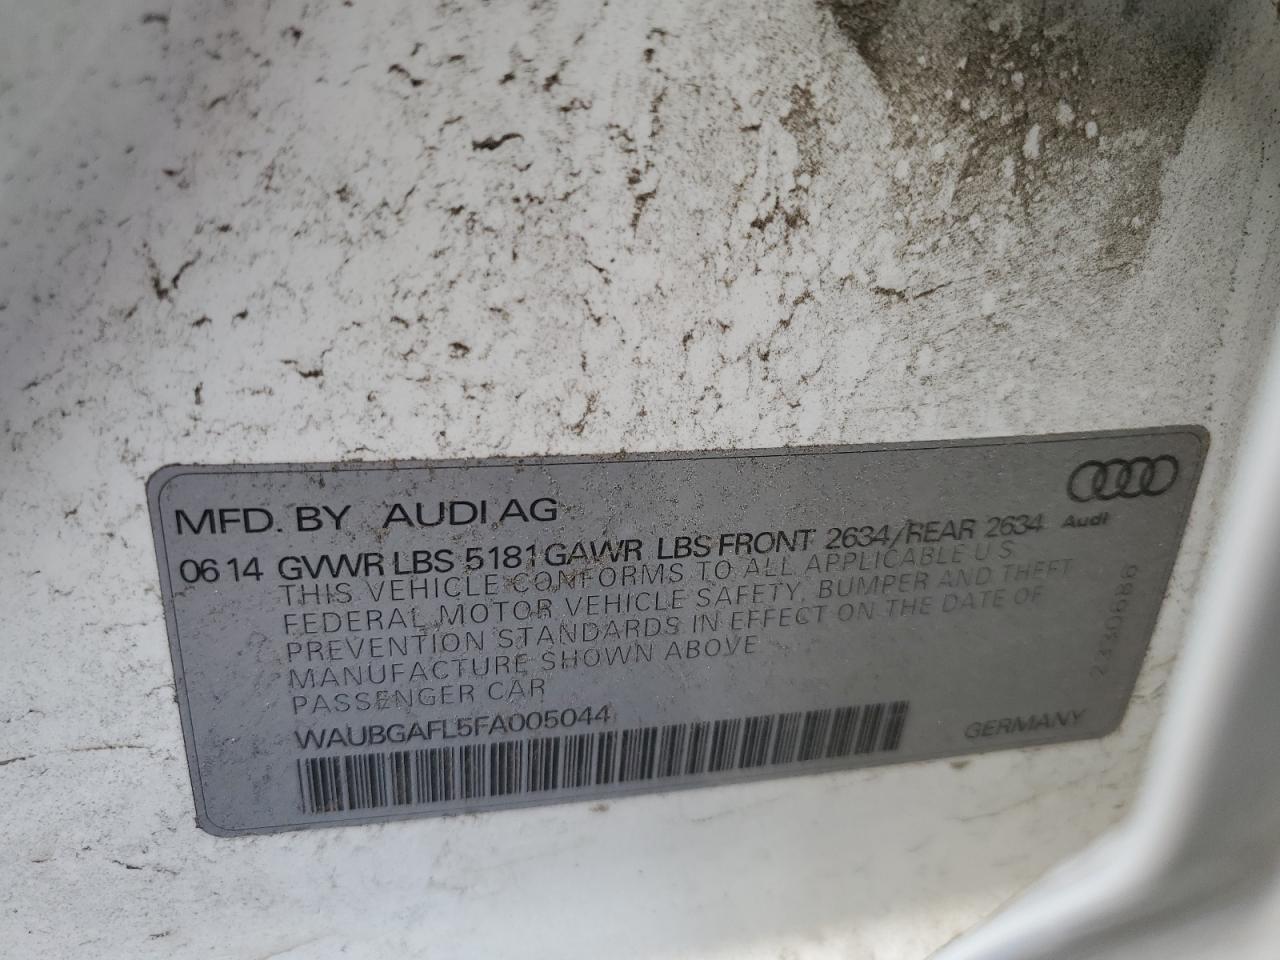 MFD. BY AUDI AG
Audi
06 14 GVWR LBS 5181 GAWR LBS FRONT 2634/REAR 2634
THIS VEHICLE CONFORMS TO ALL APPLICABLE U S
FEDERAL MOTOR VEHICLE SAFETY, BUMPER AND THEFT
PREVENTION STANDARDS IN EFFECT ON THE DATE OF
MANUFACTURE SHOWN ABOVE
PASSENGER CAR
WAUBGAFL5FA005044
GERMANY